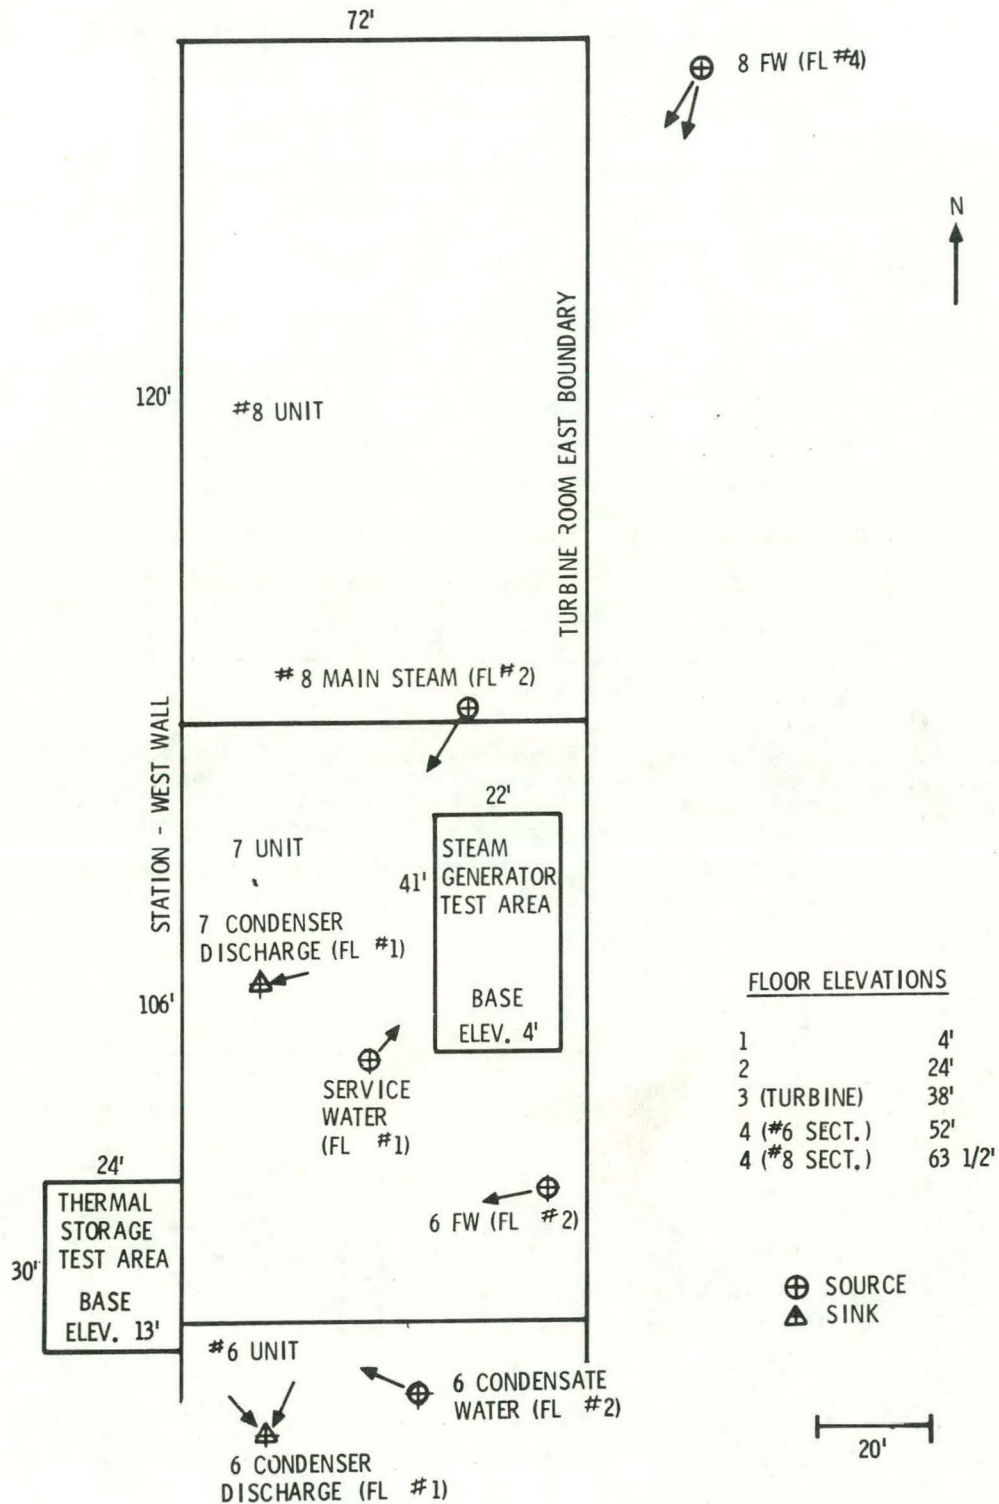 72'
8 FW (FL #4)
N
TURBINE ROOM EAST BOUNDARY
120'
#8 UNIT
# 8 MAIN STEAM (FL #2)
STATION - WEST WALL
22'
7 UNIT
STEAM
GENERATOR
TEST AREA
41'
7 CONDENSER
DISCHARGE (FL #1)
BASE
ELEV. 4'
106'
FLOOR ELEVATIONS
1 4'
2 24'
3 (TURBINE) 38'
4 (#6 SECT.) 52'
4 (#8 SECT.) 63 1/2'
SERVICE
WATER
(FL #1)
24'
THERMAL
STORAGE
TEST AREA
30'
BASE
ELEV. 13'
6 FW (FL #2)
SOURCE
SINK
#6 UNIT
6 CONDENSATE
WATER (FL #2)
20'
6 CONDENSER
DISCHARGE (FL #1)